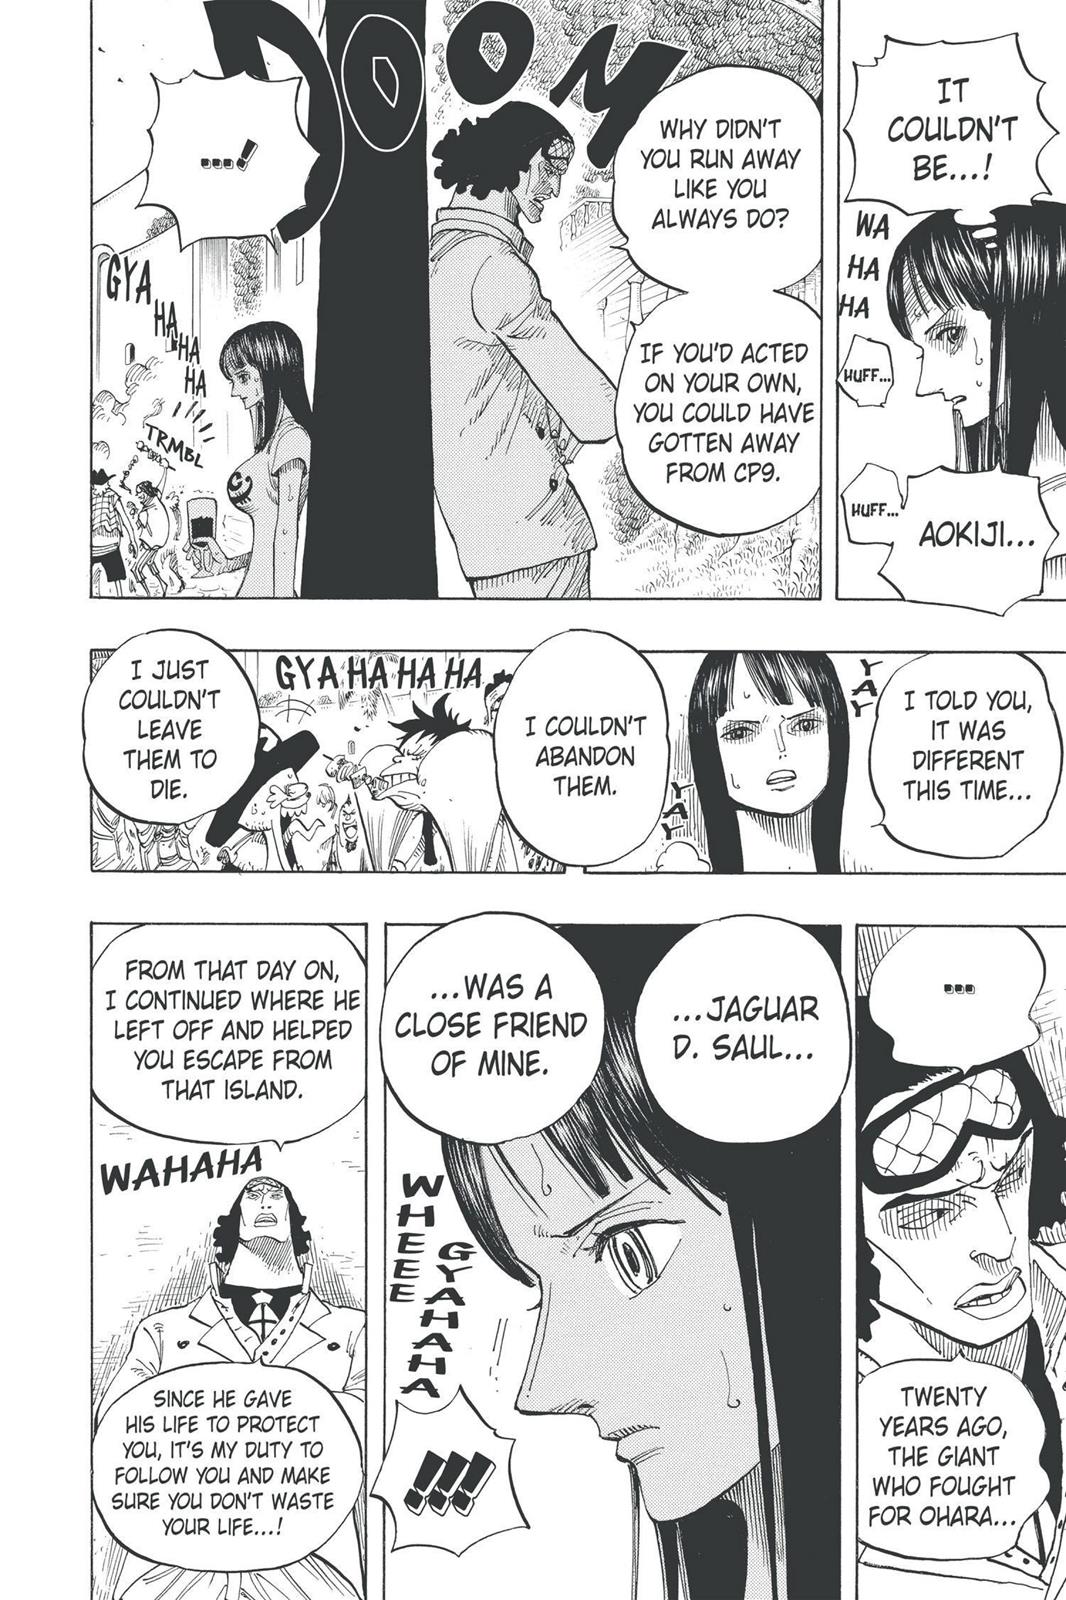 IT
COULDN'T
BE...!
WA
HA
HA
HUFF...
HUFF...
AOKIJI...
DOOM
WHY DIDN'T
YOU RUN AWAY
LIKE YOU
ALWAYS DO?
IF YOU'D ACTED
ON YOUR OWN,
YOU COULD HAVE
GOTTEN AWAY
FROM CP9.
....!
GYA
HA
HA
HA
TRMBL
I TOLD YOU,
IT WAS
DIFFERENT
THIS TIME...
YAY
YAY
I COULDN'T
ABANDON
THEM.
GYA HA HA HA
I JUST
COULDN'T
LEAVE
THEM TO
DIE.
...
TWENTY
YEARS AGO,
THE GIANT
WHO FOUGHT
FOR OHARA...
...JAGUAR
D. SAUL...
...WAS A
CLOSE FRIEND
OF MINE.
WHEEE
GYAHAHA
!!!
FROM THAT DAY ON,
I CONTINUED WHERE HE
LEFT OFF AND HELPED
YOU ESCAPE FROM
THAT ISLAND.
WAHAHA
SINCE HE GAVE
HIS LIFE TO PROTECT
YOU, IT'S MY DUTY TO
FOLLOW YOU AND MAKE
SURE YOU DON'T WASTE
YOUR LIFE...!